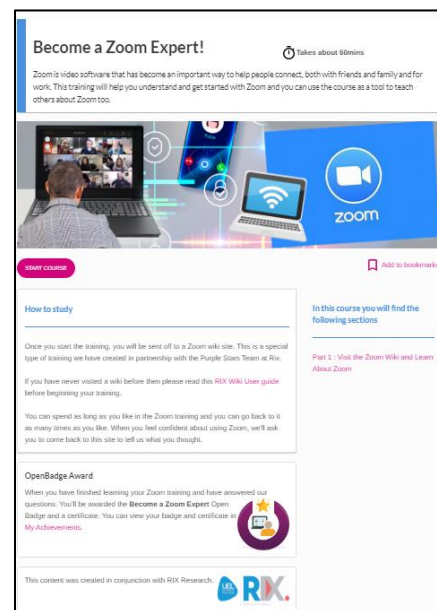 Become a Zoom Expert!
Takes about 60mins
Zoom is video software that has become an important way to help people connect, both with friends and family and for
work. This training will help you understand and get started with Zoom and you can use the course as a tool to teach
others about Zoom too.
zoom
START COURSE
Add to bookmark
How to study
Once you start the training, you will be sent off to a Zoom wiki site. This is a special
type of training we have created in partnership with the Purple Stars Team at Rix.
If you have never visited a wiki before then please read this RIX Wiki User guide
before beginning your training.
You can spend as long as you like in the Zoom training and you can go back to it
as many times as you like. When you feel confident about using Zoom, we'll ask
you to come back to this site to tell us what you thought.
In this course you will find the
following sections
Part 1 : Visit the Zoom Wiki and Learn
About Zoom
OpenBadge Award
When you have finished learning your Zoom training and have answered our
questions. You'll be awarded the Become a Zoom Expert Open
Badge and a certificate. You can view your badge and certificate in
My Achievements.
This content was created in conjunction with RIX Research.
UEL
RIX.